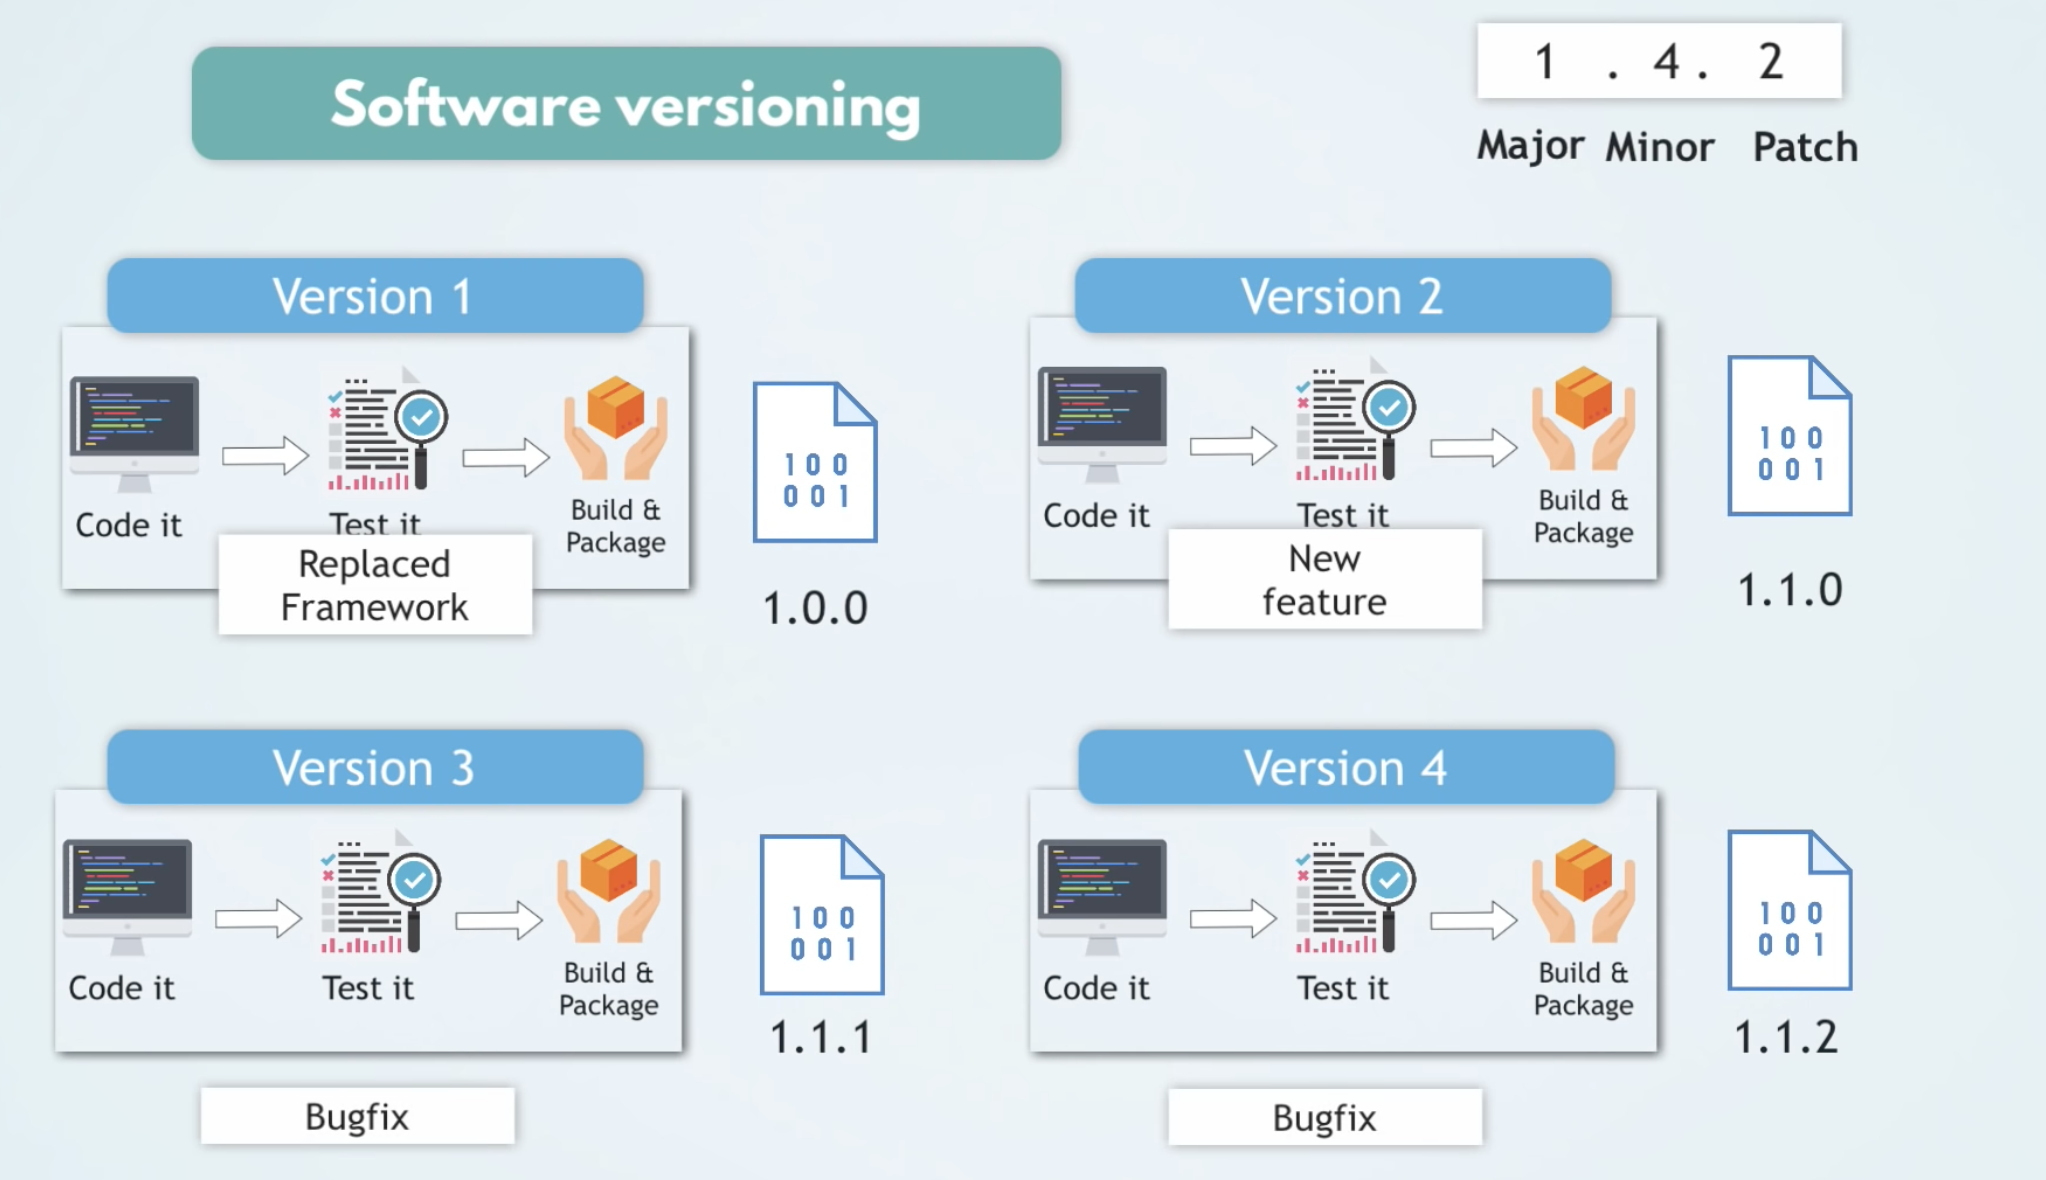 Software versioning
1 . 4 . 2
Major Minor Patch
Version 1
Code it
Test it
Build &
Package
Replaced
Framework
100
001
1.0.0
Version 2
Code it
Test it
Build &
Package
New
feature
100
001
1.1.0
Version 3
Code it
Test it
Build &
Package
Bugfix
100
001
1.1.1
Version 4
Code it
Test it
Build &
Package
Bugfix
100
001
1.1.2